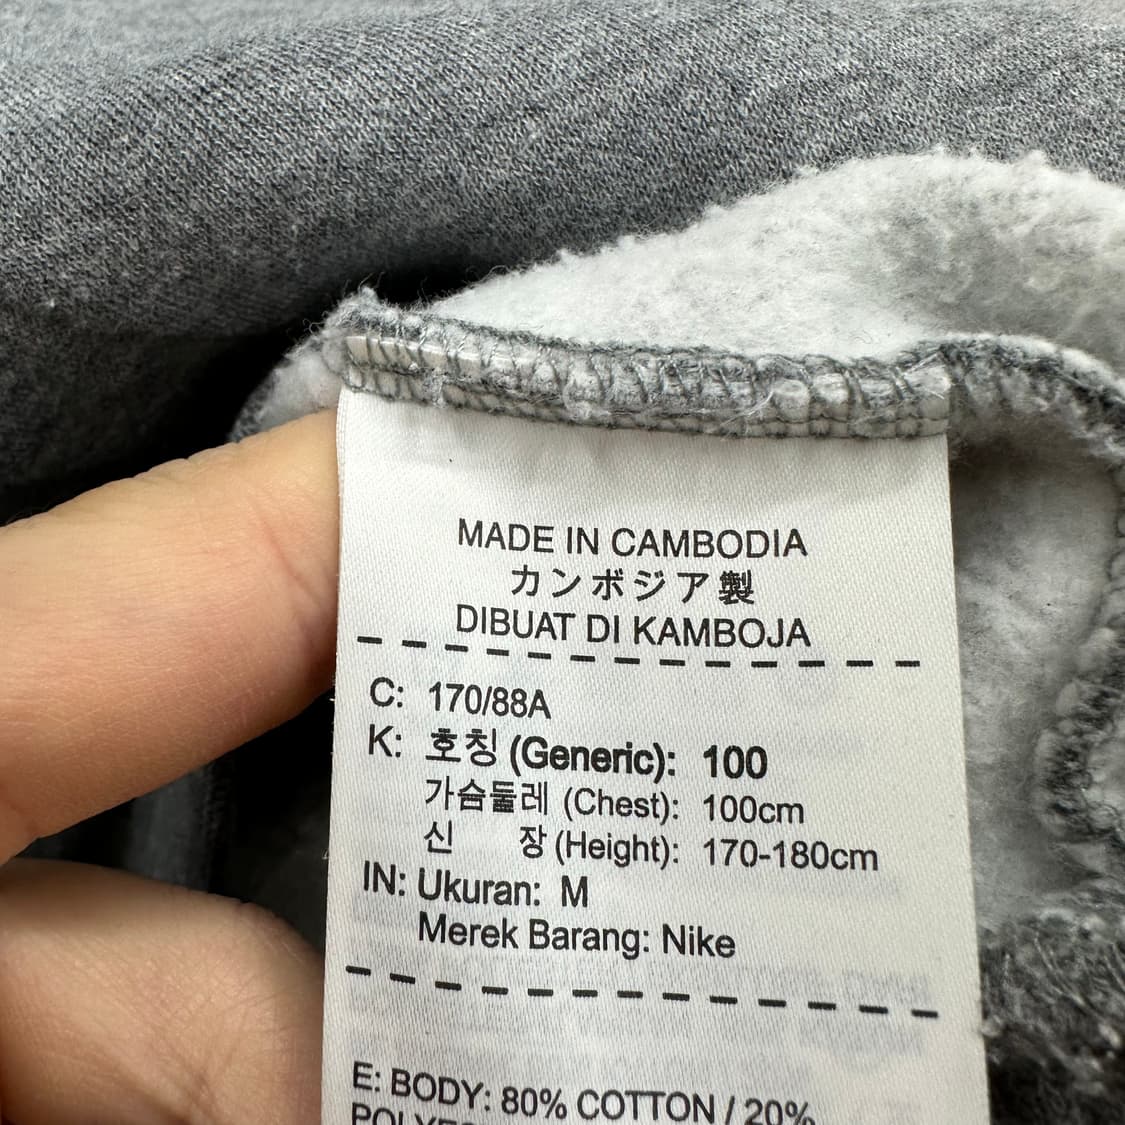 MADE IN CAMBODIA
カンボジア製
DIBUAT DI KAMBOJA
C: 170/88A
K: 호칭 (Generic): 100
가슴둘레 (Chest): 100cm
신 장 (Height): 170-180cm
IN: Ukuran: M
Merek Barang: Nike
E: BODY: 80% COTTON / 20%